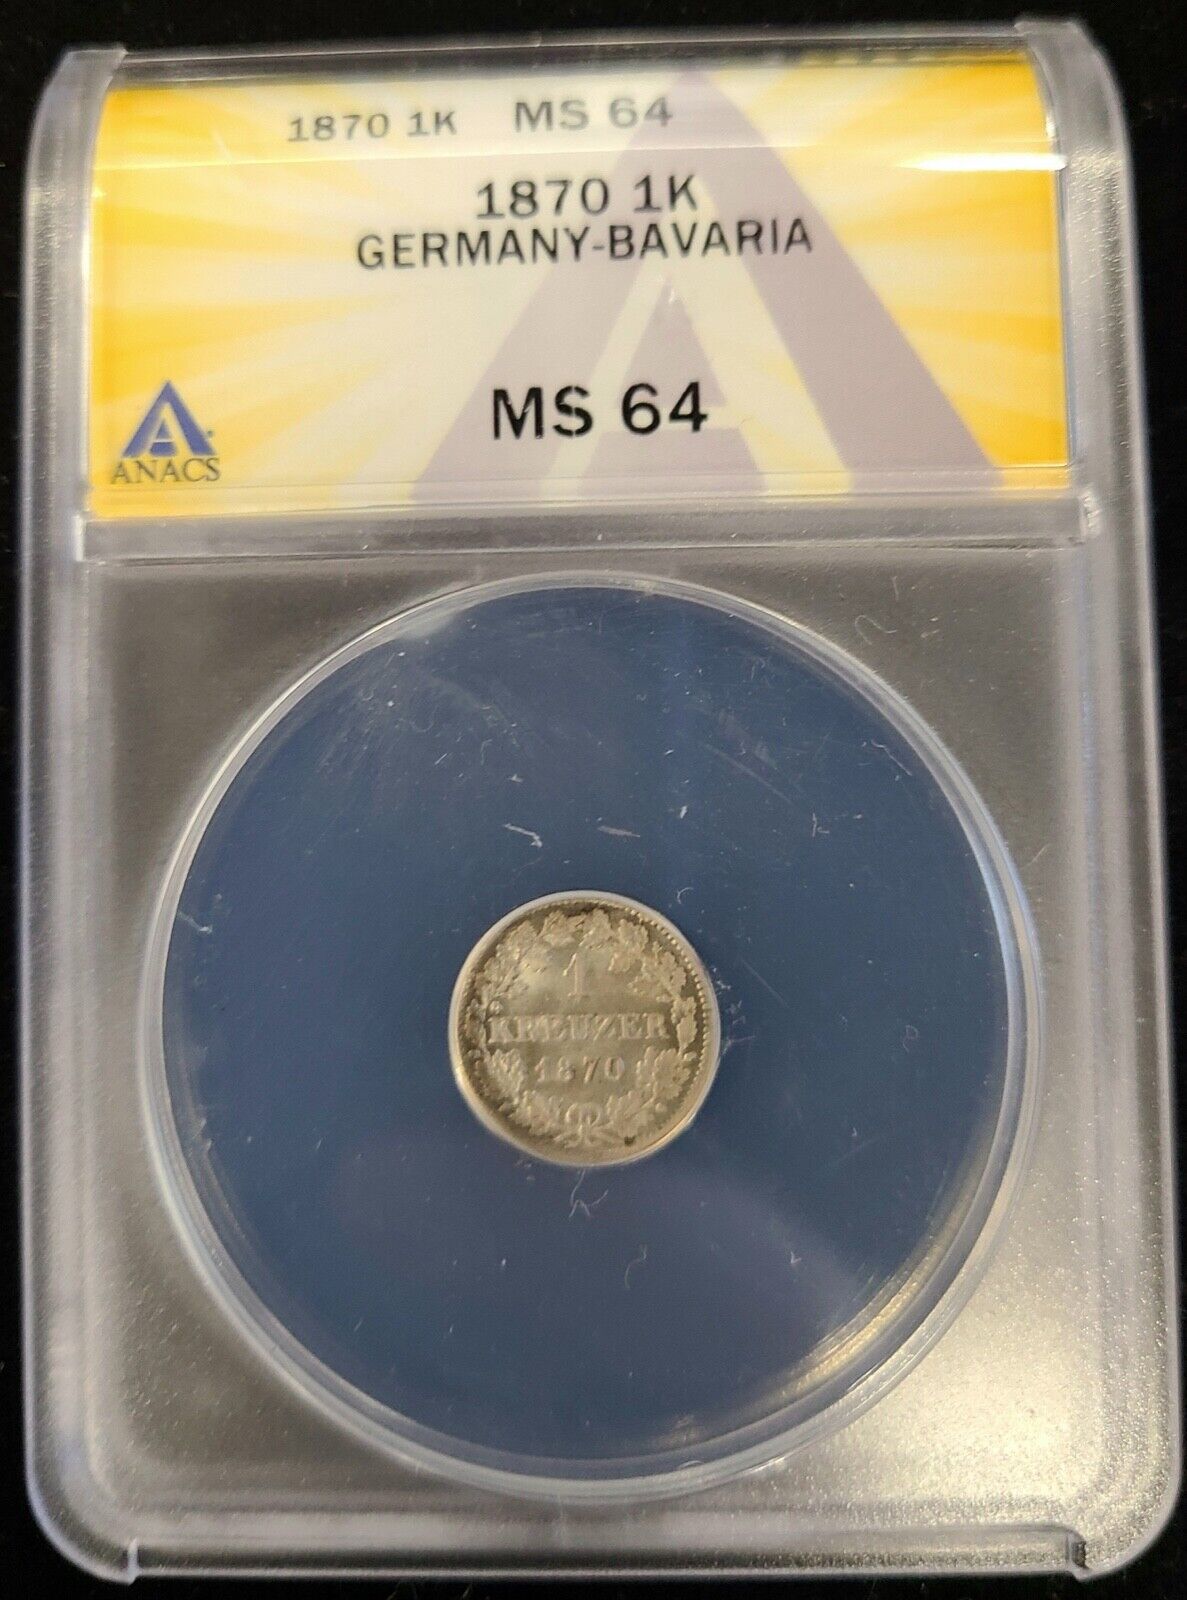 1870 1K MS 64
1870 1K
GERMANY-BAVARIA
MS 64
ANACS
1
KREUZER
1870